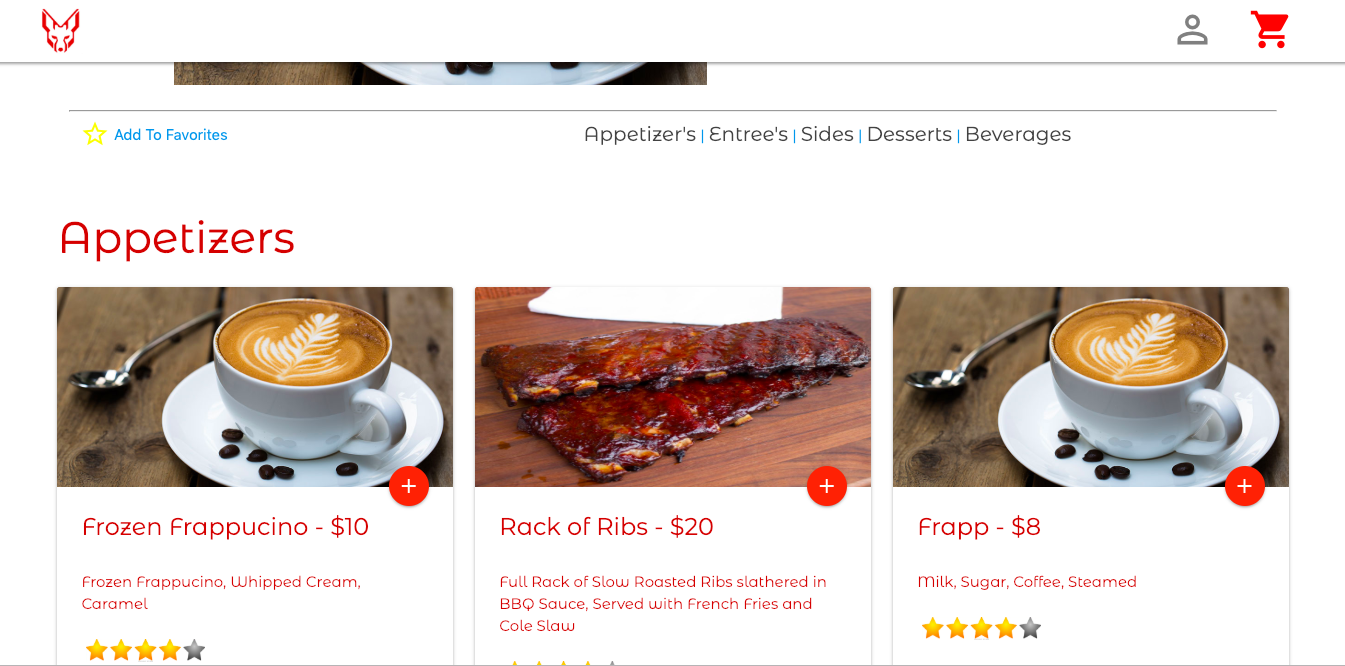 Add To Favorites
Appetizer's | Entree's | Sides | Desserts | Beverages
Appetizers
Frozen Frappucino - $10
Frozen Frappucino, Whipped Cream,
Caramel
Rack of Ribs - $20
Full Rack of Slow Roasted Ribs slathered in
BBQ Sauce, Served with French Fries and
Cole Slaw
Frapp - $8
Milk, Sugar, Coffee, Steamed